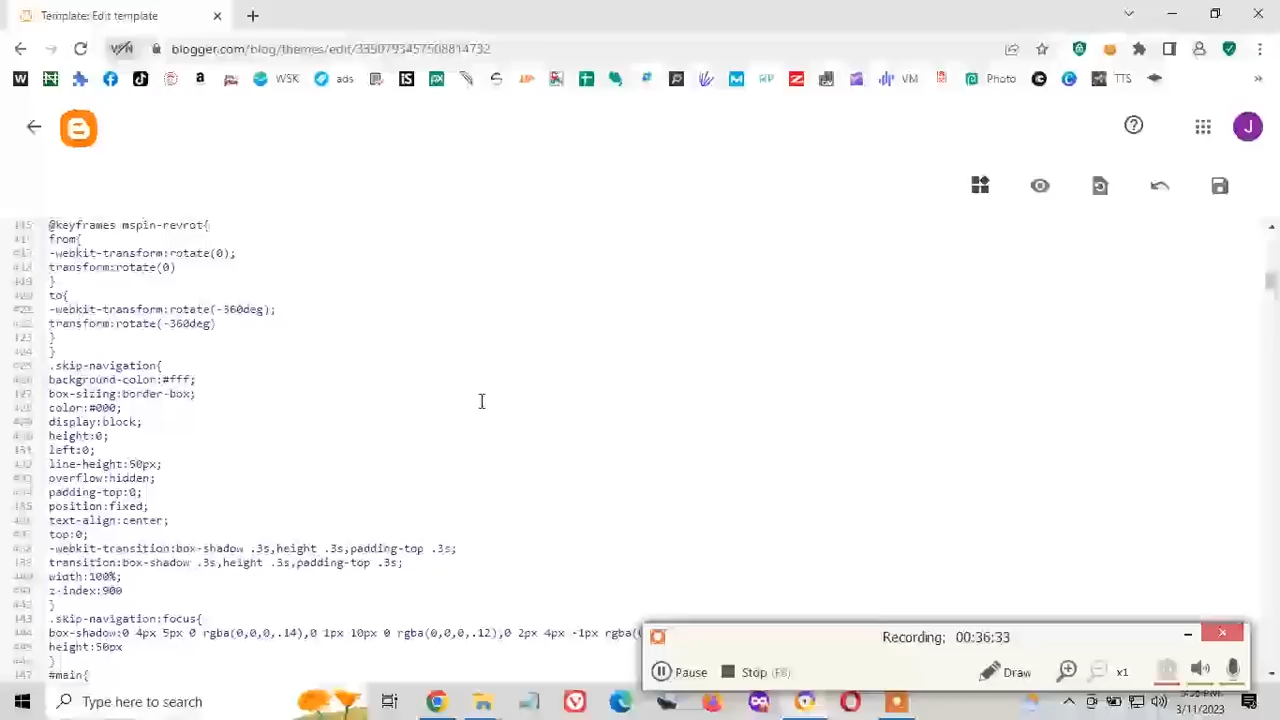 Template: Edit template
blogger.com/blog/themes/edit/3350793457508814732
WSK
ads
VM
Photo
TTS
J
@keyframes mspin-revrot{
from{
-webkit-transform:rotate(0);
transform:rotate(0)
}
to{
-webkit-transform:rotate(-360deg);
transform:rotate(-360deg)
}
}
.skip-navigation{
background-color:#fff;
box-sizing:border-box;
color:#000;
display:block;
height:0;
left:0;
line-height:50px;
overflow:hidden;
padding-top:0;
position:fixed;
text-align:center;
top:0;
-webkit-transition:box-shadow .3s,height .3s,padding-top .3s;
transition:box-shadow .3s,height .3s,padding-top .3s;
width:100%;
z-index:900
}
.skip-navigation:focus{
box-shadow:0 4px 5px 0 rgba(0,0,0,.14),0 1px 10px 0 rgba(0,0,0,.12),0 2px 4px -1px rgba(
height:50px
}
#main{
Recording: 00:36:33
Pause
Stop (F8)
Draw
x1
Type here to search
3/11/2023